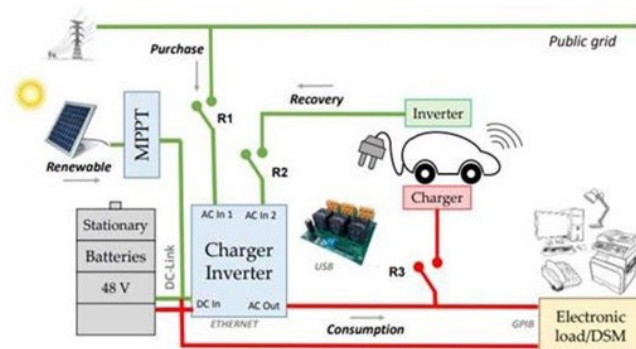 Public grid
Purchase
R1
Recovery
Inverter
MPPT
Renewable
R2
Charger
AC In 1
AC In 2
Stationary
Batteries
48 V
DC-Link
Charger
Inverter
USB
R3
DC In
AC Out
ETHERNET
Consumption
GPIB
Electronic
load/DSM